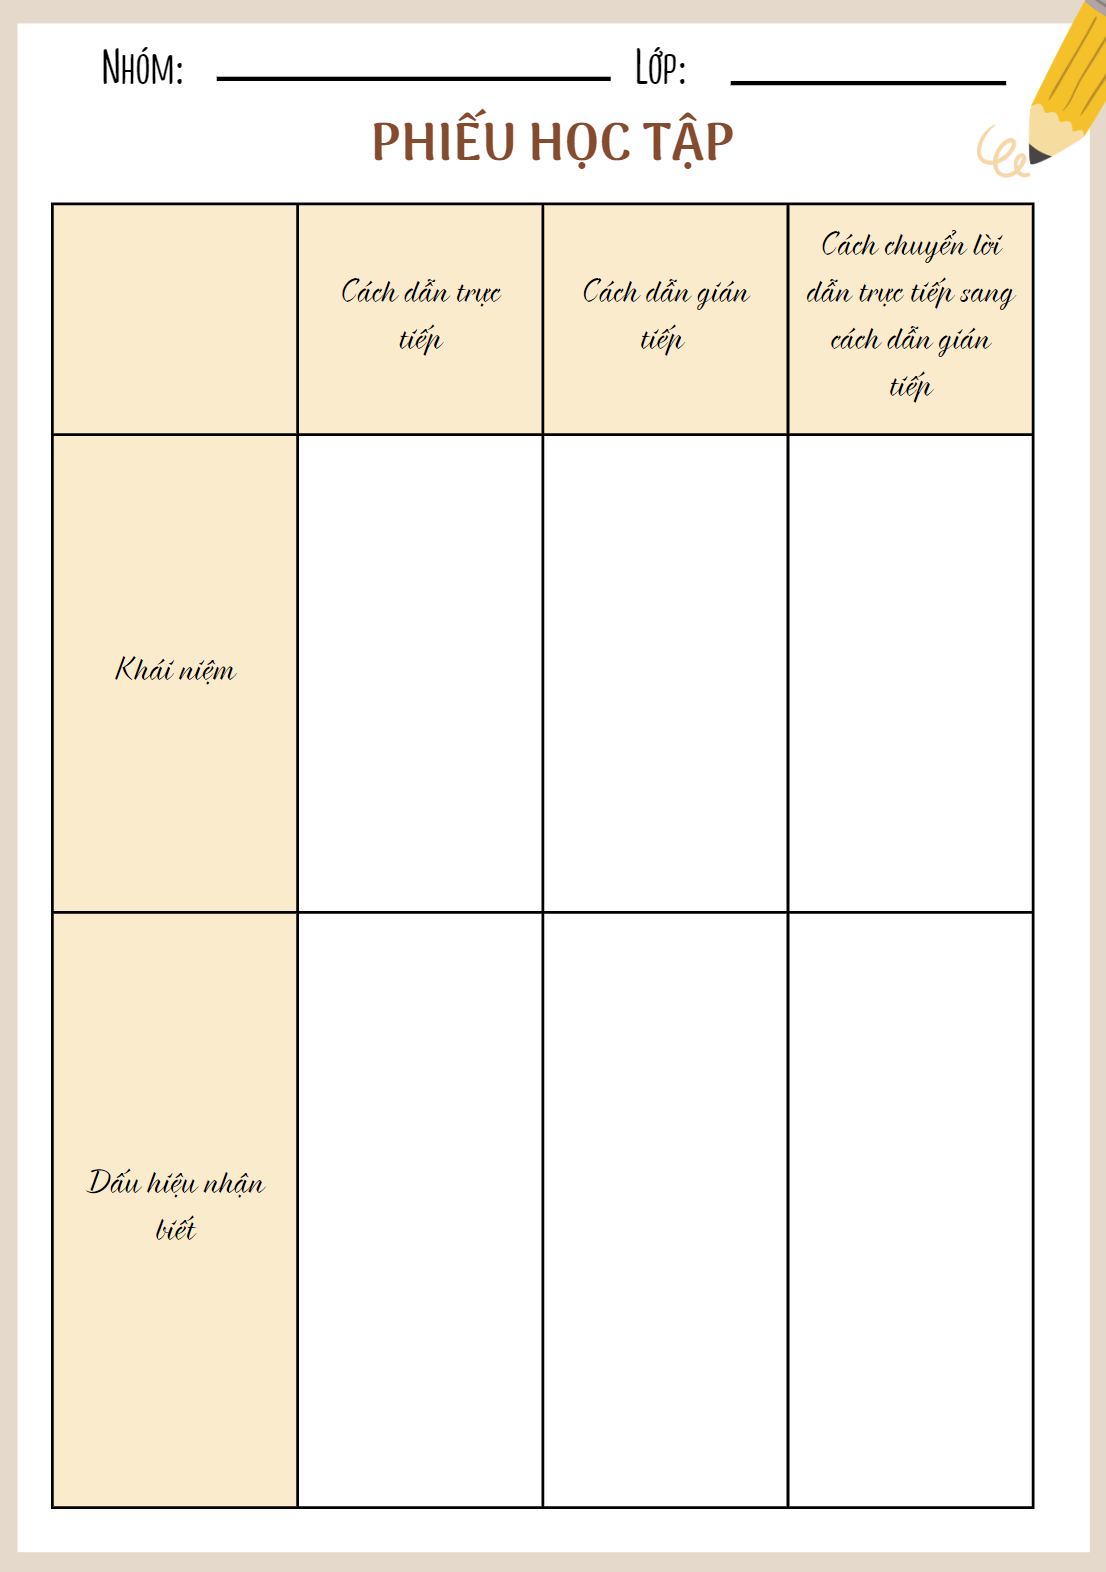 NHÓM: LỚP:
PHIẾU HỌC TẬP
Cách dẫn trực
tiếp
Cách dẫn gián
tiếp
Cách chuyển lời
dẫn trực tiếp sang
cách dẫn gián
tiếp
Khái niệm
Dấu hiệu nhận
biết